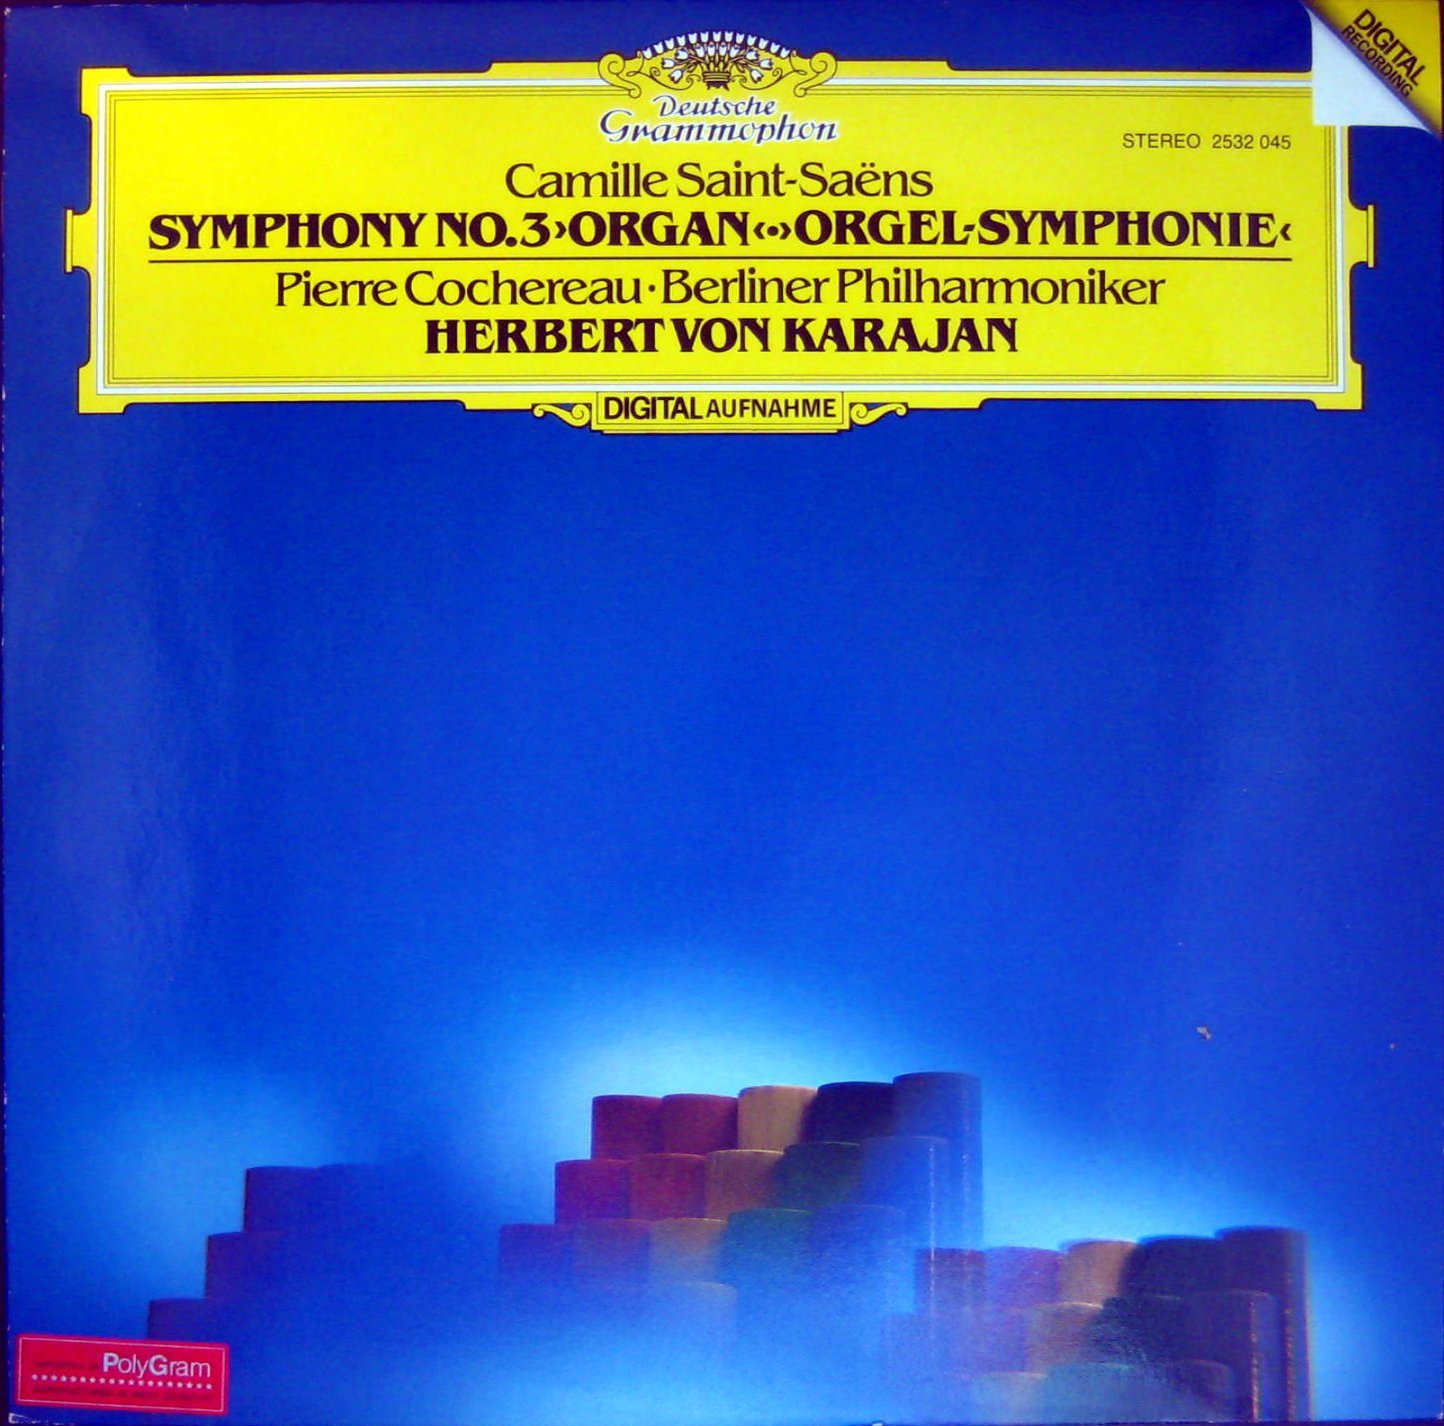 DIGITAL
RECORDING
Deutsche
Grammophon
STEREO 2532 045
Camille Saint-Saëns
SYMPHONY NO.3 ›ORGAN‹·›ORGEL-SYMPHONIE‹
Pierre Cochereau · Berliner Philharmoniker
HERBERT VON KARAJAN
DIGITAL AUFNAHME
PolyGram